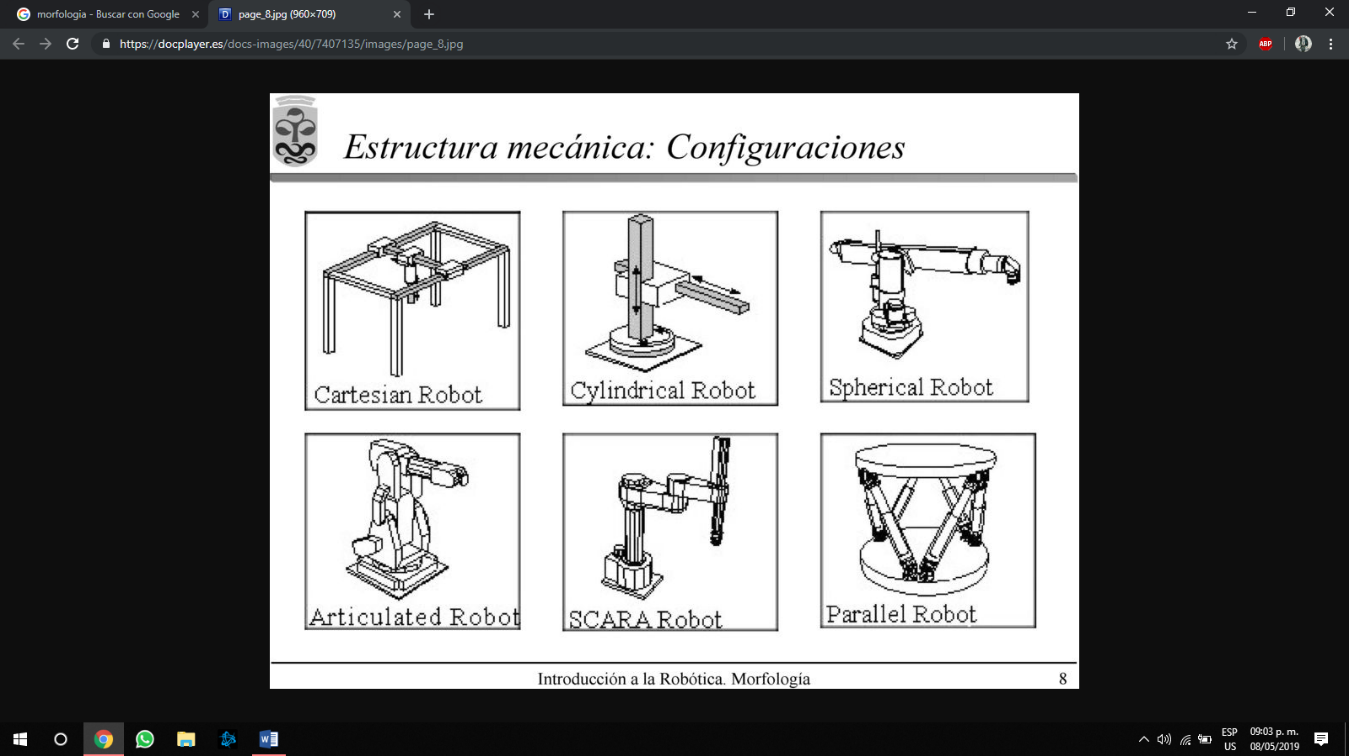 morfologia - Buscar con Google
page_8.jpg (960×709)
https://docplayer.es/docs-images/40/7407135/images/page_8.jpg
ABP
Estructura mecánica: Configuraciones
Cartesian Robot
Cylindrical Robot
Spherical Robot
Articulated Robot
SCARA Robot
Parallel Robot
Introducción a la Robótica. Morfología
8
ESP
US
09:03 p. m.
08/05/2019